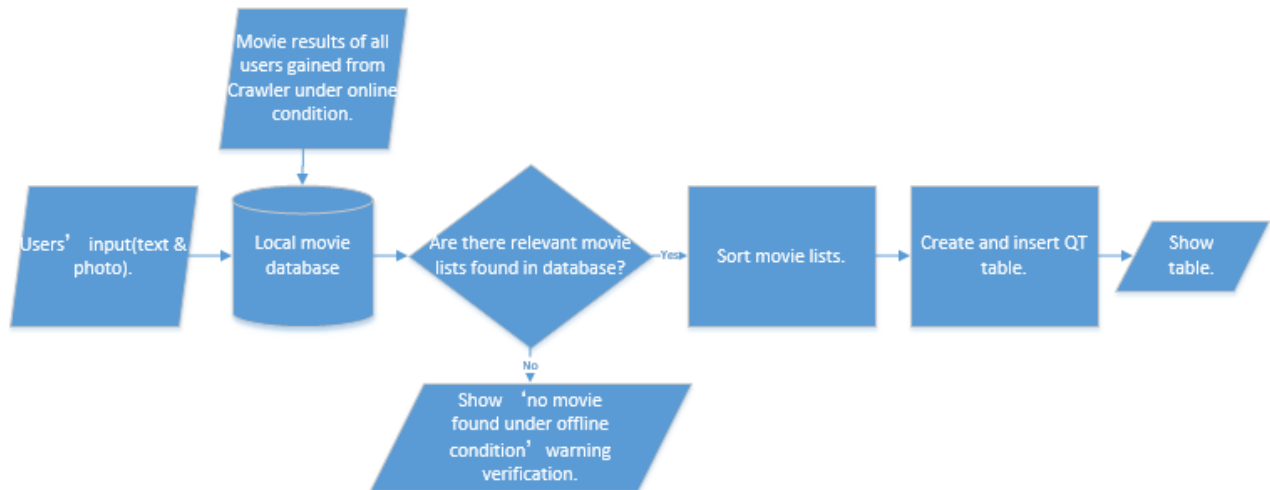 Movie results of all
users gained from
Crawler under online
condition.
Users’ input(text &
photo).
Local movie
database
Are there relevant movie
lists found in database?
Yes
Sort movie lists.
Create and insert QT
table.
Show
table.
No
Show ‘no movie
found under offline
condition’ warning
verification.